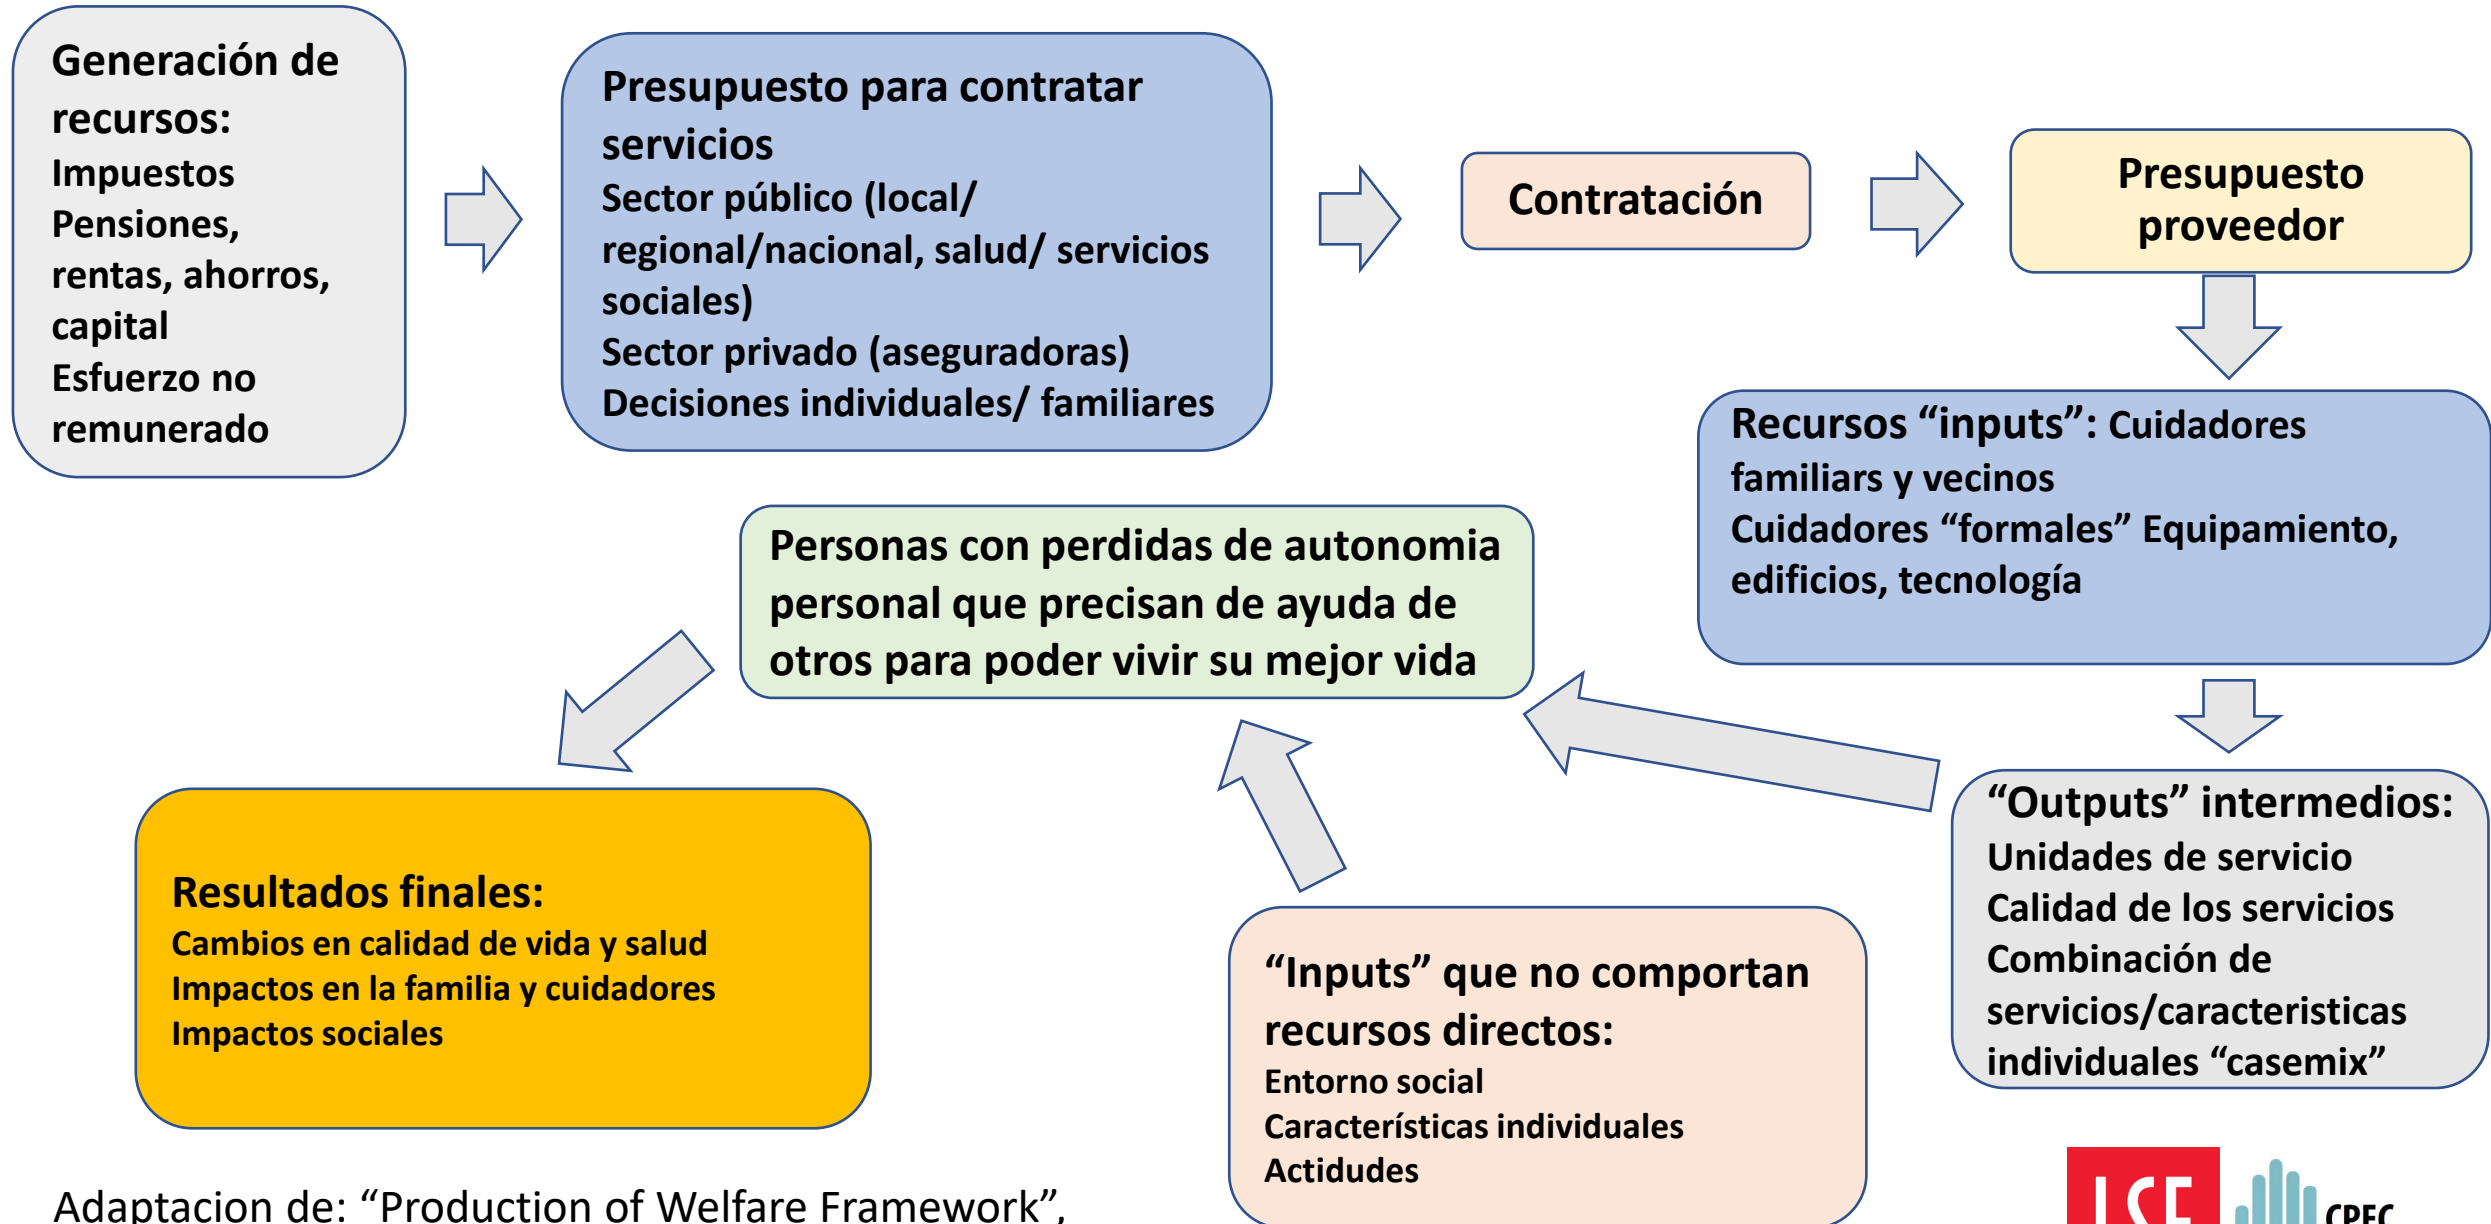 Generación de
recursos:
Impuestos
Pensiones,
rentas, ahorros,
capital
Esfuerzo no
remunerado
Presupuesto para contratar
servicios
Sector público (local/
regional/nacional, salud/ servicios
sociales)
Sector privado (aseguradoras)
Decisiones individuales/ familiares
Contratación
Presupuesto
proveedor
Recursos “inputs”: Cuidadores
familiars y vecinos
Cuidadores “formales” Equipamiento,
edificios, tecnología
Personas con perdidas de autonomia
personal que precisan de ayuda de
otros para poder vivir su mejor vida
“Outputs” intermedios:
Unidades de servicio
Calidad de los servicios
Combinación de
servicios/caracteristicas
individuales “casemix”
Resultados finales:
Cambios en calidad de vida y salud
Impactos en la familia y cuidadores
Impactos sociales
“Inputs” que no comportan
recursos directos:
Entorno social
Características individuales
Actidudes
Adaptacion de: “Production of Welfare Framework”,
LSE
CPEC